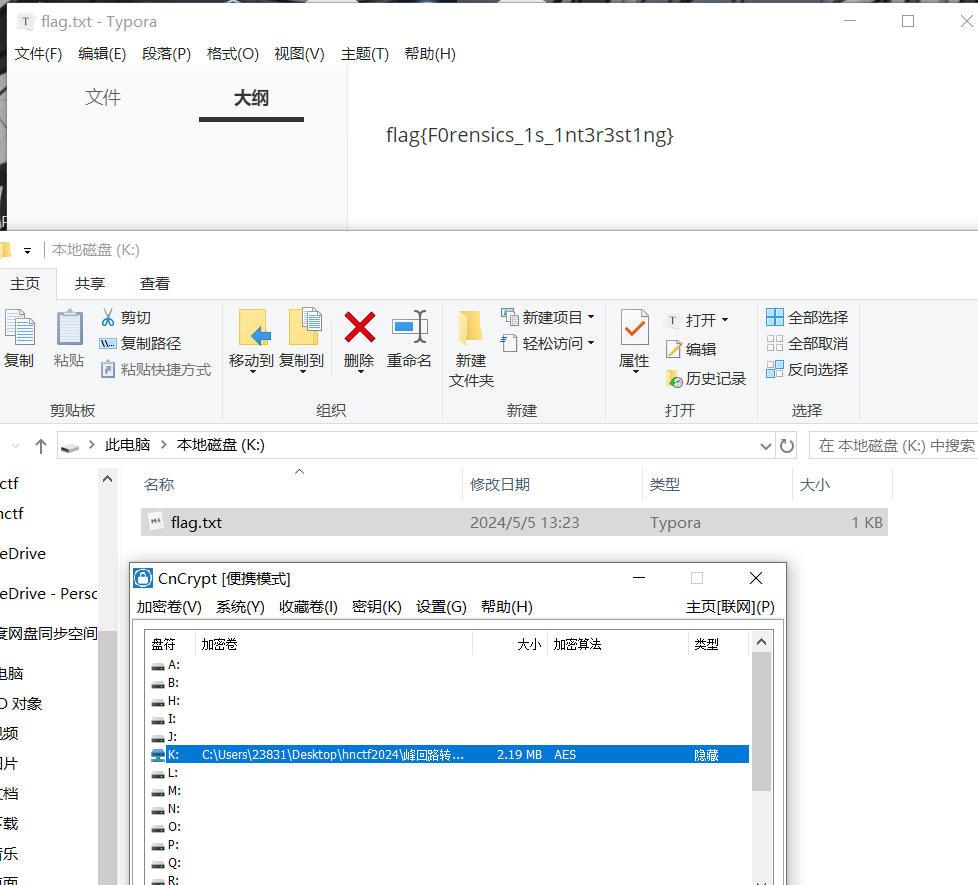 flag.txt - Typora
文件(F) 编辑(E) 段落(P) 格式(O) 视图(V) 主题(T) 帮助(H)
文件 大纲
flag{F0rensics_1s_1nt3r3st1ng}
本地磁盘 (K:)
主页 共享 查看
复制
粘贴
剪切
复制路径
粘贴快捷方式
剪贴板
移动到
复制到
删除
重命名
组织
新建
文件夹
新建项目
轻松访问
新建
属性
打开
编辑
历史记录
打开
全部选择
全部取消
反向选择
选择
此电脑 本地磁盘 (K:)
在 本地磁盘 (K:) 中搜索
名称 修改日期 类型 大小
flag.txt 2024/5/5 13:23 Typora 1 KB
ctf
nctf
eDrive
eDrive - Perso
度网盘同步空间
电脑
D 对象
视频
图片
文档
下载
音乐
桌面
CnCrypt [便携模式]
加密卷(V) 系统(Y) 收藏卷(I) 密钥(K) 设置(G) 帮助(H) 主页[联网](P)
盘符 加密卷 大小 加密算法 类型
A:
B:
H:
I:
J:
K: C:\Users\23831\Desktop\hnctf2024\峰回路转... 2.19 MB AES 隐藏
L:
M:
N:
O:
P:
Q:
R: